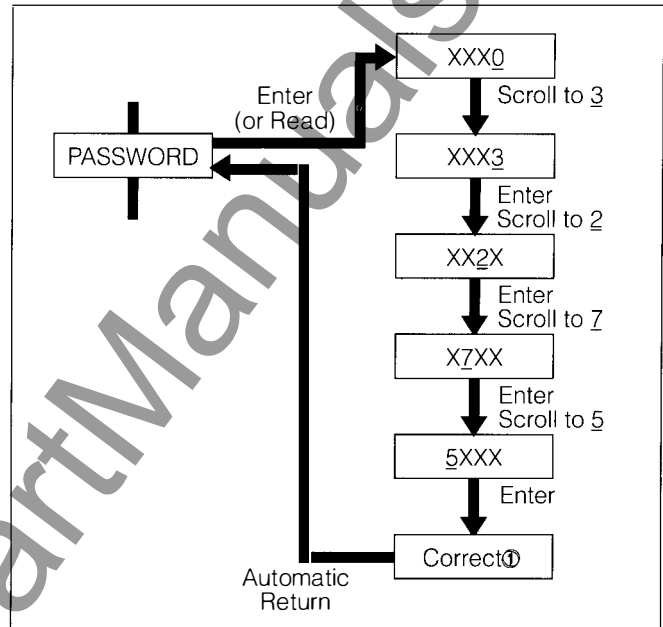 XXX0
Enter
(or Read)
Scroll to 3
PASSWORD
XXX3
Enter
Scroll to 2
XX2X
Enter
Scroll to 7
X7XX
Enter
Scroll to 5
5XXX
Enter
Correct①
Automatic
Return
artManuals